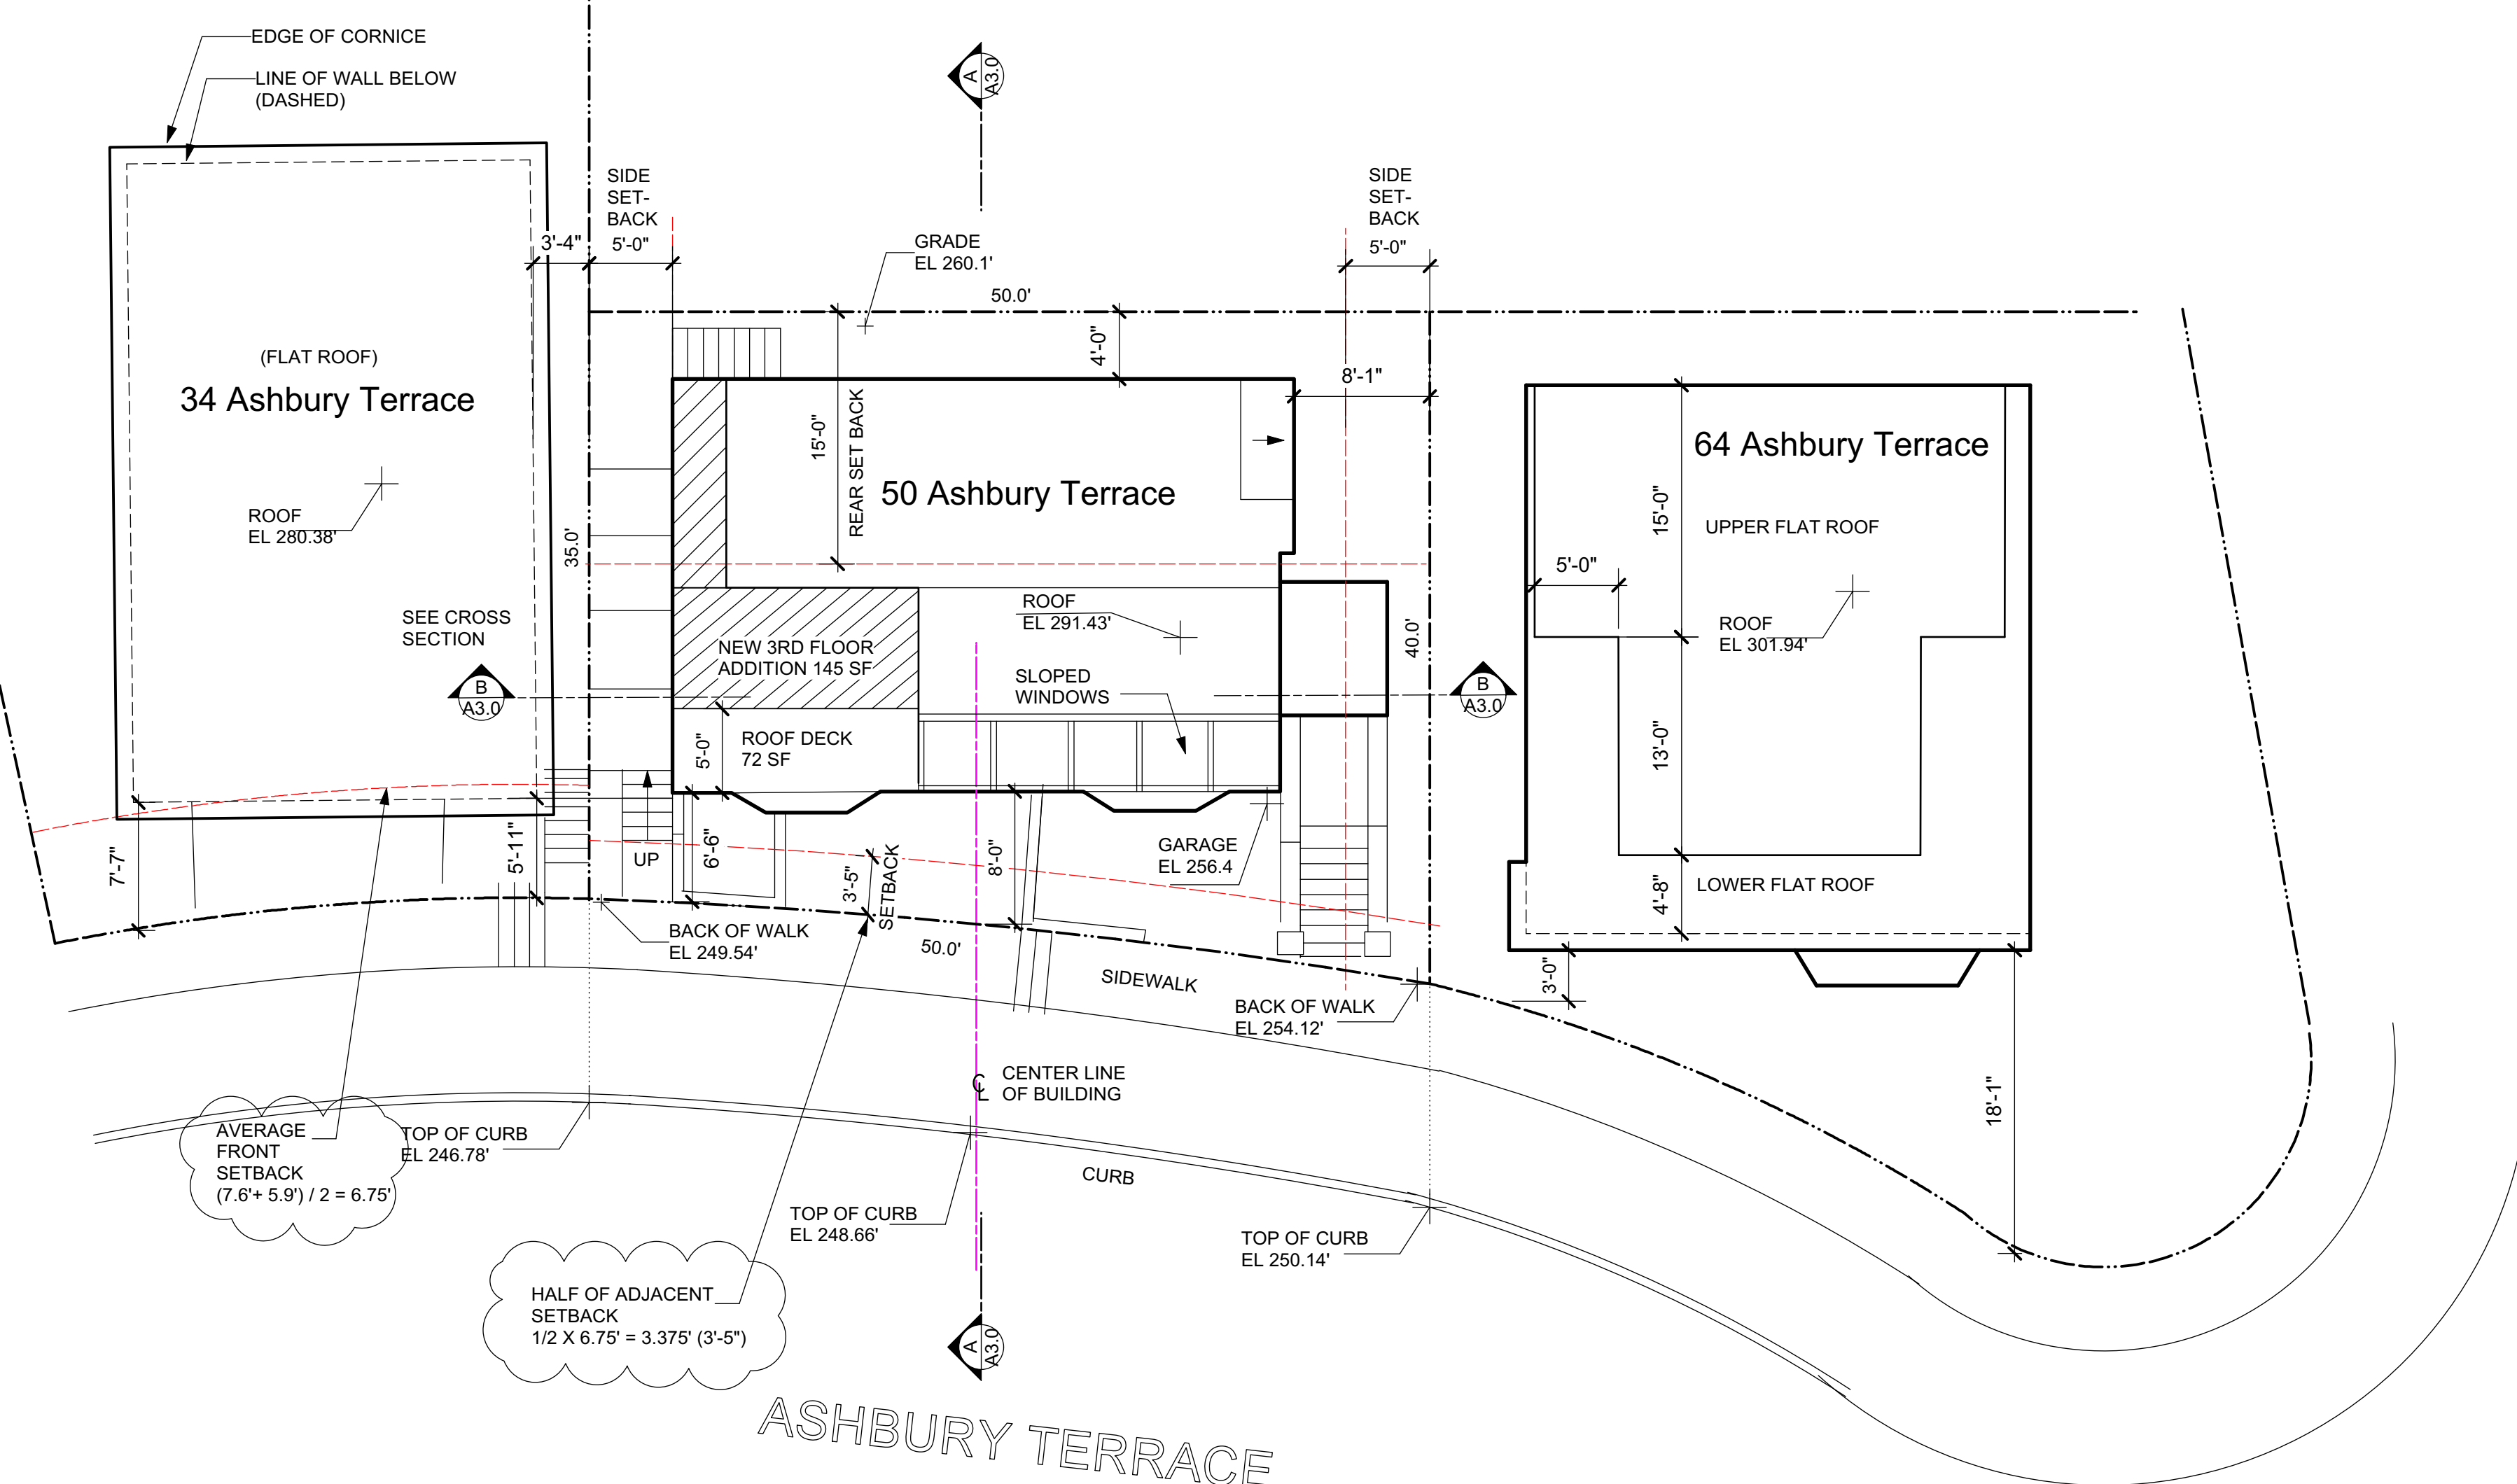 EDGE OF CORNICE
LINE OF WALL BELOW
(DASHED)
A
A3.0
SIDE
SET-
BACK
5'-0"
3'-4"
SIDE
SET-
BACK
5'-0"
GRADE
EL 260.1'
50.0'
4'-0"
8'-1"
(FLAT ROOF)
34 Ashbury Terrace
ROOF
EL 280.38'
35.0'
15'-0"
REAR SET BACK
50 Ashbury Terrace
64 Ashbury Terrace
15'-0"
UPPER FLAT ROOF
5'-0"
ROOF
EL 301.94'
SEE CROSS
SECTION
B
A3.0
NEW 3RD FLOOR
ADDITION 145 SF
ROOF
EL 291.43'
SLOPED
WINDOWS
40.0'
B
A3.0
5'-0"
ROOF DECK
72 SF
13'-0"
7'-7"
5'-11"
UP
6'-6"
3'-5"
SETBACK
8'-0"
GARAGE
EL 256.4
4'-8"
LOWER FLAT ROOF
BACK OF WALK
EL 249.54'
50.0'
SIDEWALK
BACK OF WALK
EL 254.12'
3'-0"
18'-1"
CL
CENTER LINE
OF BUILDING
AVERAGE
FRONT
SETBACK
(7.6'+ 5.9') / 2 = 6.75'
TOP OF CURB
EL 246.78'
CURB
TOP OF CURB
EL 248.66'
TOP OF CURB
EL 250.14'
HALF OF ADJACENT
SETBACK
1/2 X 6.75' = 3.375' (3'-5")
A
A3.0
ASHBURY TERRACE